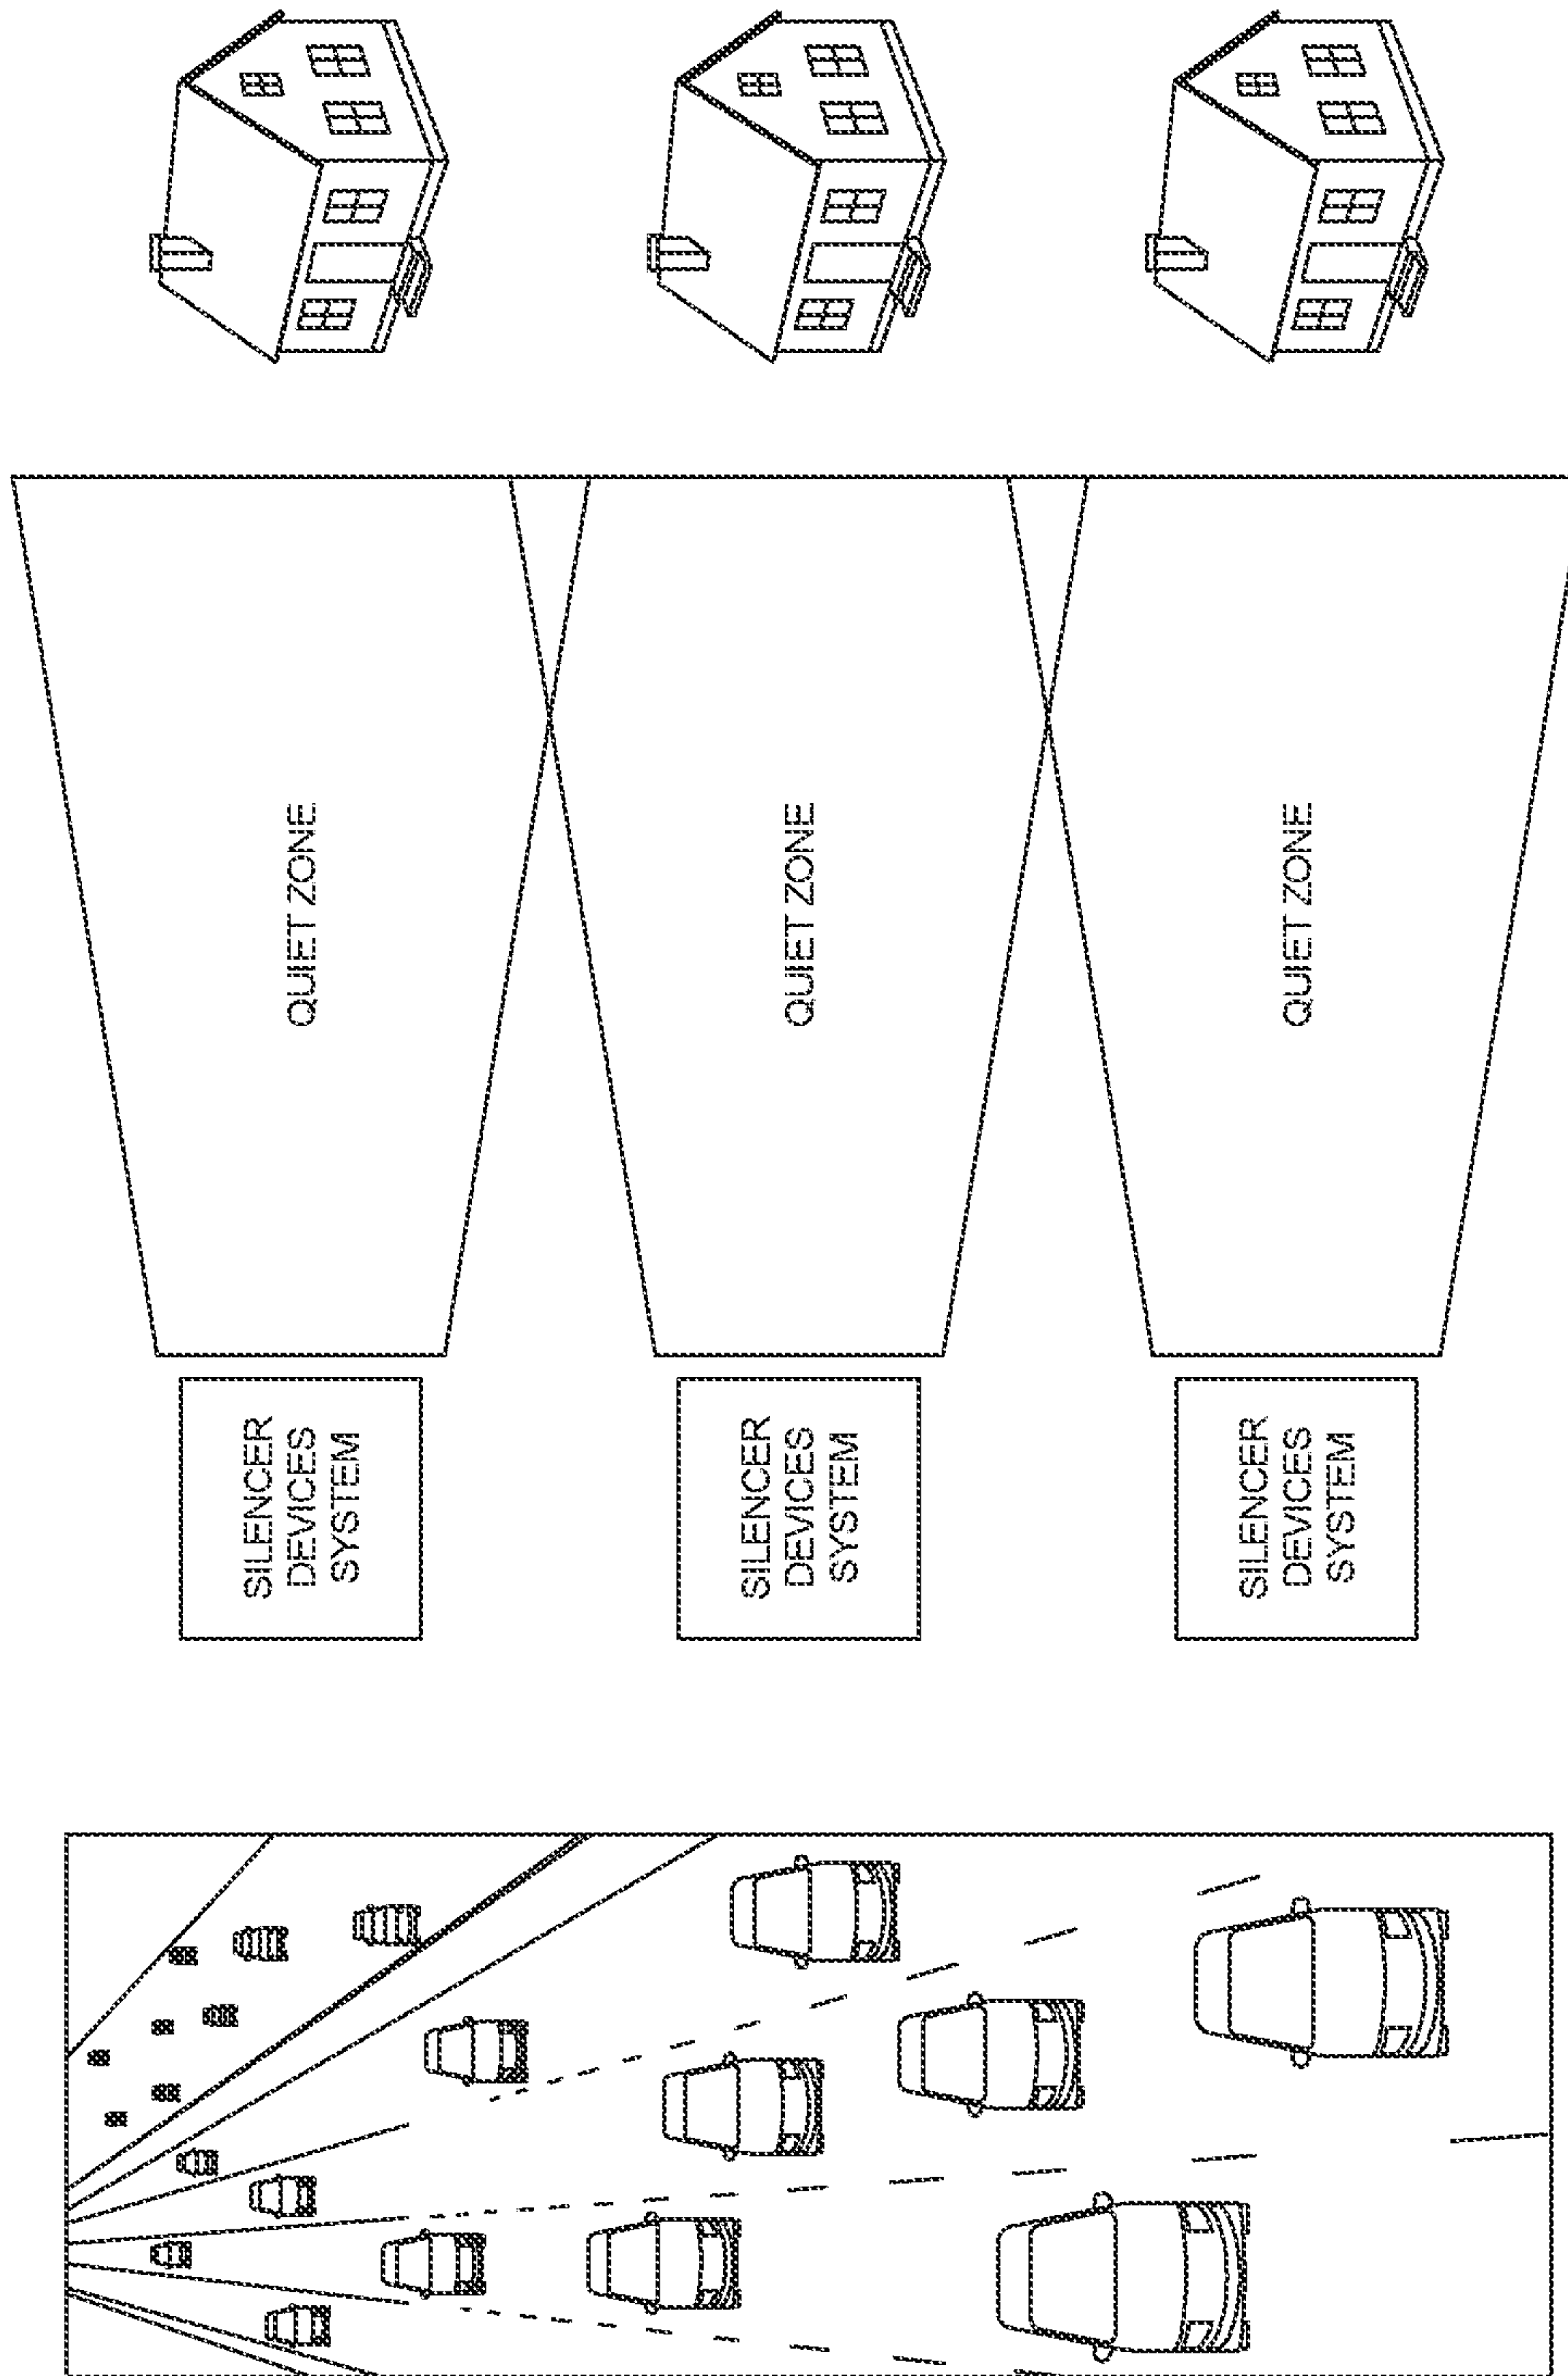 QUIET ZONE
QUIET ZONE
QUIET ZONE
SILENCER
DEVICES
SYSTEM
SILENCER
DEVICES
SYSTEM
SILENCER
DEVICES
SYSTEM